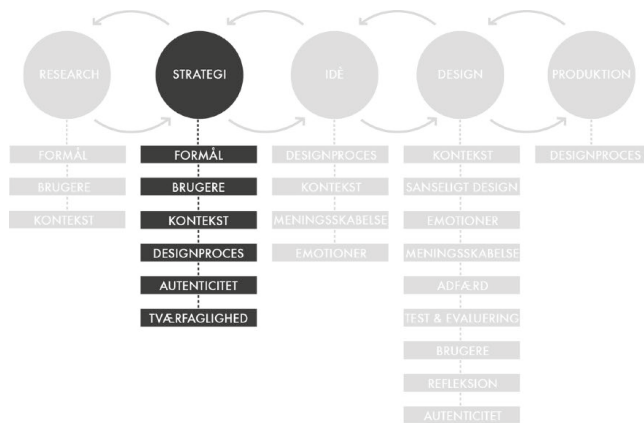 RESEARCH
STRATEGI
IDÈ
DESIGN
PRODUKTION
FORMÅL
BRUGERE
KONTEKST
FORMÅL
BRUGERE
KONTEKST
DESIGNPROCES
AUTENTICITET
TVÆRFAGLIGHED
DESIGNPROCES
KONTEKST
MENINGSSKABELSE
EMOTIONER
KONTEKST
SANSELIGT DESIGN
EMOTIONER
MENINGSSKABELSE
ADFÆRD
TEST & EVALUERING
BRUGERE
REFLEKSION
AUTENTICITET
DESIGNPROCES